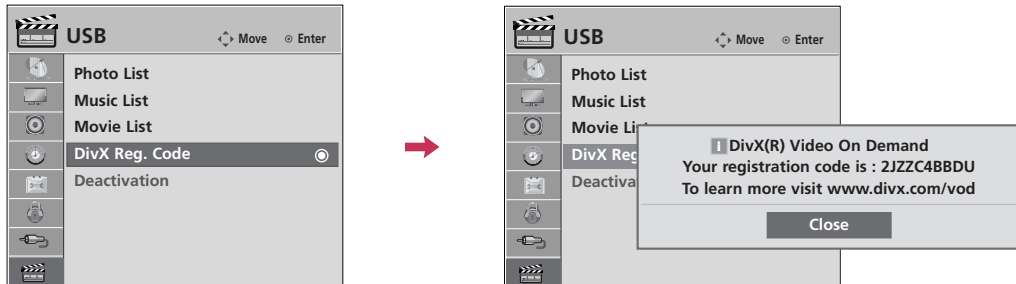 USB
Move
Enter
Photo List
Music List
Movie List
DivX Reg. Code
Deactivation
USB
Move
Enter
Photo List
Music List
Movie Li
DivX Reg
Deactiva
DivX(R) Video On Demand
Your registration code is : 2JZZC4BBDU
To learn more visit www.divx.com/vod
Close